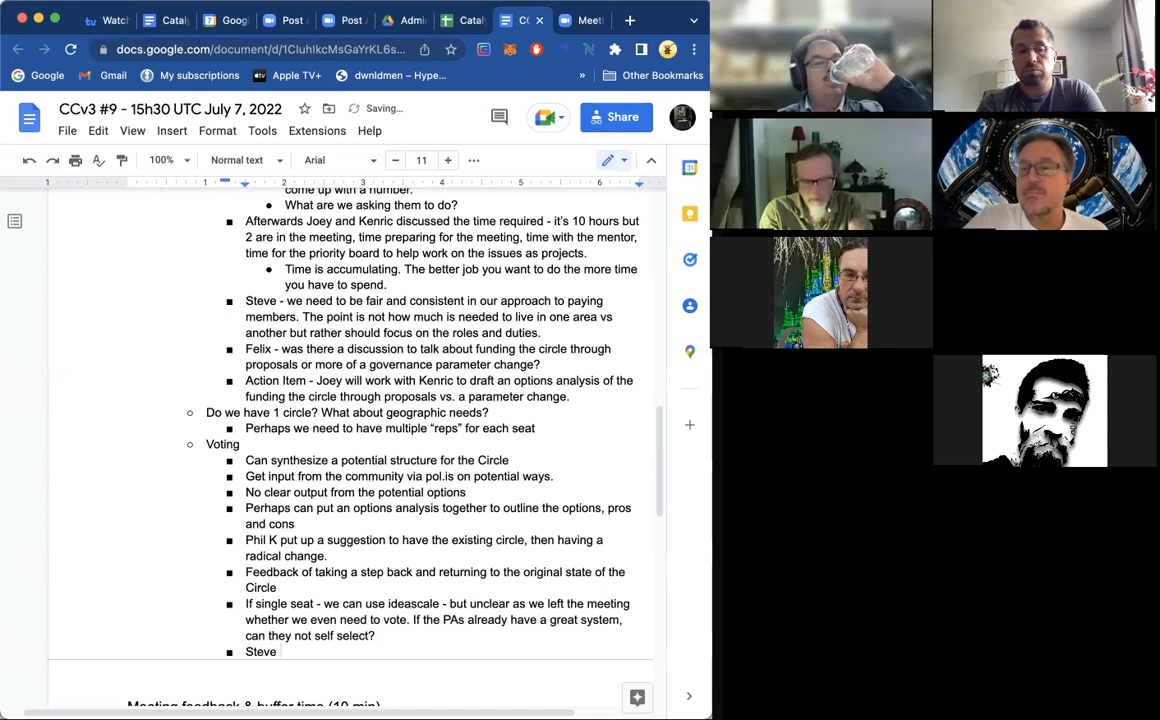 Watch
Cataly
Googl
Post
Post
Admi
Catal
CC
Meeti
docs.google.com/document/d/1CluhlkcMsGaYrKL6s...
Google
Gmail
My subscriptions
Apple TV+
dwnldmen – Hype...
»
Other Bookmarks
CCv3 #9 - 15h30 UTC July 7, 2022
Saving...
File Edit View Insert Format Tools Extensions Help
Share
100%
Normal text
Arial
11
1 1 2 3 4 5 6
come up with a number.
● What are we asking them to do?
■ Afterwards Joey and Kenric discussed the time required - it's 10 hours but
2 are in the meeting, time preparing for the meeting, time with the mentor,
time for the priority board to help work on the issues as projects.
● Time is accumulating. The better job you want to do the more time
you have to spend.
■ Steve - we need to be fair and consistent in our approach to paying
members. The point is not how much is needed to live in one area vs
another but rather should focus on the roles and duties.
■ Felix - was there a discussion to talk about funding the circle through
proposals or more of a governance parameter change?
■ Action Item - Joey will work with Kenric to draft an options analysis of the
funding the circle through proposals vs. a parameter change.
○ Do we have 1 circle? What about geographic needs?
■ Perhaps we need to have multiple “reps” for each seat
○ Voting
■ Can synthesize a potential structure for the Circle
■ Get input from the community via pol.is on potential ways.
■ No clear output from the potential options
■ Perhaps can put an options analysis together to outline the options, pros
and cons
■ Phil K put up a suggestion to have the existing circle, then having a
radical change.
■ Feedback of taking a step back and returning to the original state of the
Circle
■ If single seat - we can use ideascale - but unclear as we left the meeting
whether we even need to vote. If the PAs already have a great system,
can they not self select?
■ Steve
Meeting feedback & buffer time (10 min)